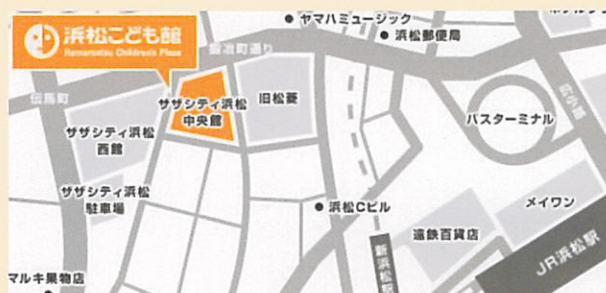 ヤマハミュージック
浜松郵便局
浜松こども館
Hamamatsu Children's Plaza
鍛冶町通り
伝馬町
ザザシティ浜松
中央館
旧松菱
バスターミナル
ザザシティ浜松
西館
ザザシティ浜松
駐車場
浜松Cビル
メイワン
遠鉄百貨店
新浜松駅
JR浜松駅
マルキ果物店